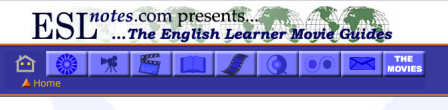 ESLnotes.com presents...
...The English Learner Movie Guides
THE
MOVIES
Home